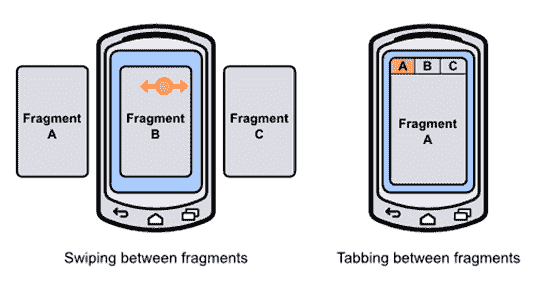 Fragment
A
Fragment
B
Fragment
C
Swiping between fragments
A B C
Fragment
A
Tabbing between fragments